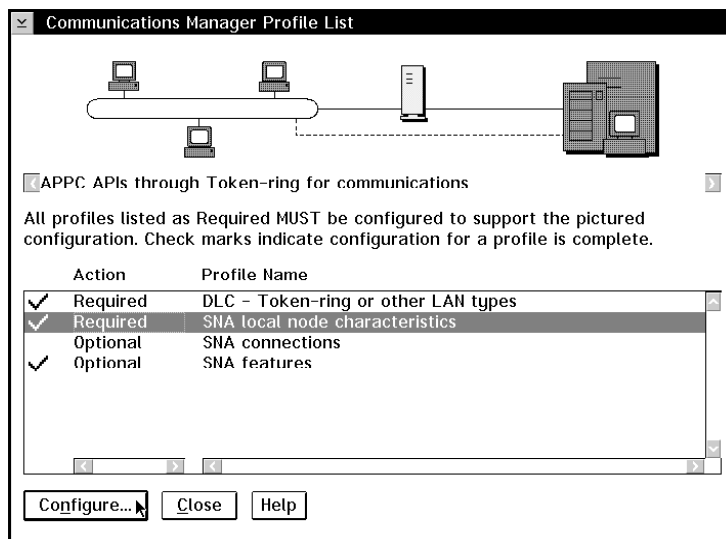 Communications Manager Profile List
APPC APIs through Token-ring for communications
All profiles listed as Required MUST be configured to support the pictured
configuration. Check marks indicate configuration for a profile is complete.
Action Profile Name
Required DLC - Token-ring or other LAN types
Required SNA local node characteristics
Optional SNA connections
Optional SNA features
Configure... Close Help